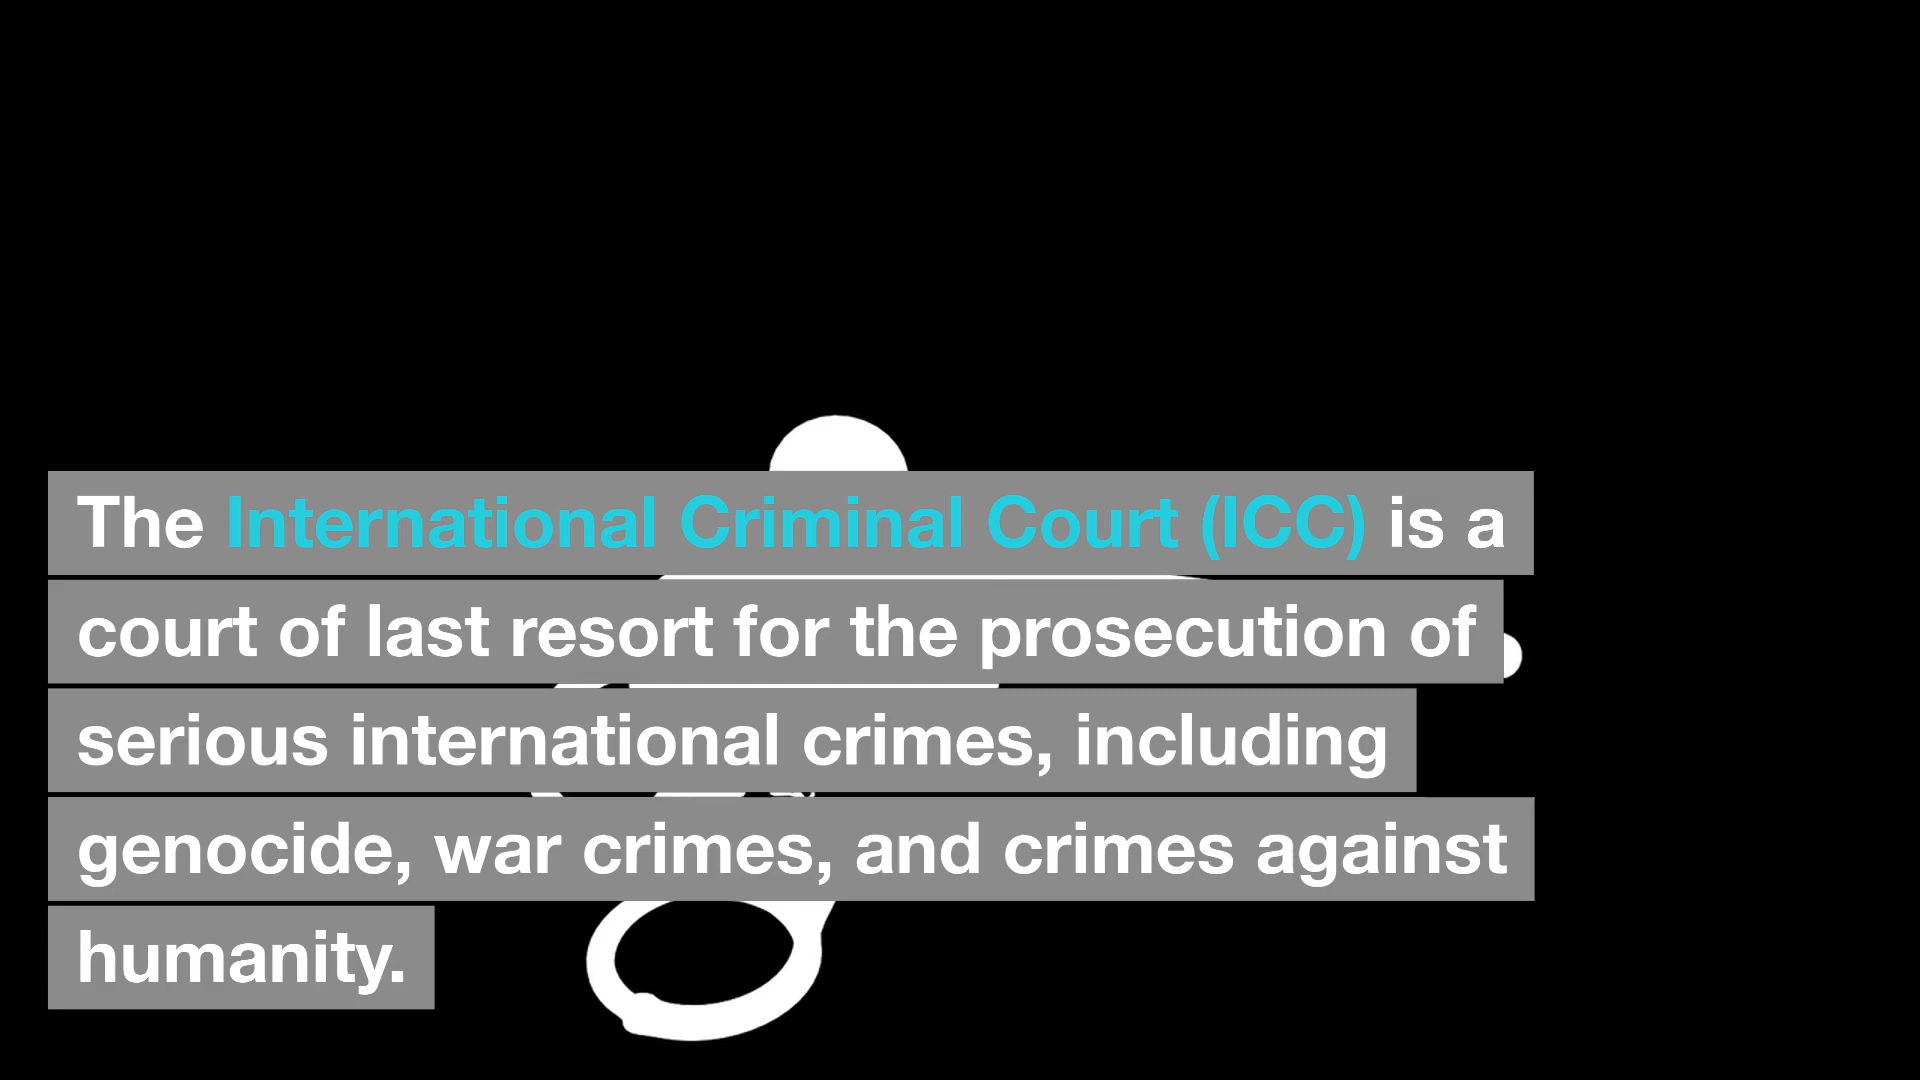 The International Criminal Court (ICC) is a
court of last resort for the prosecution of
serious international crimes, including
genocide, war crimes, and crimes against
humanity.